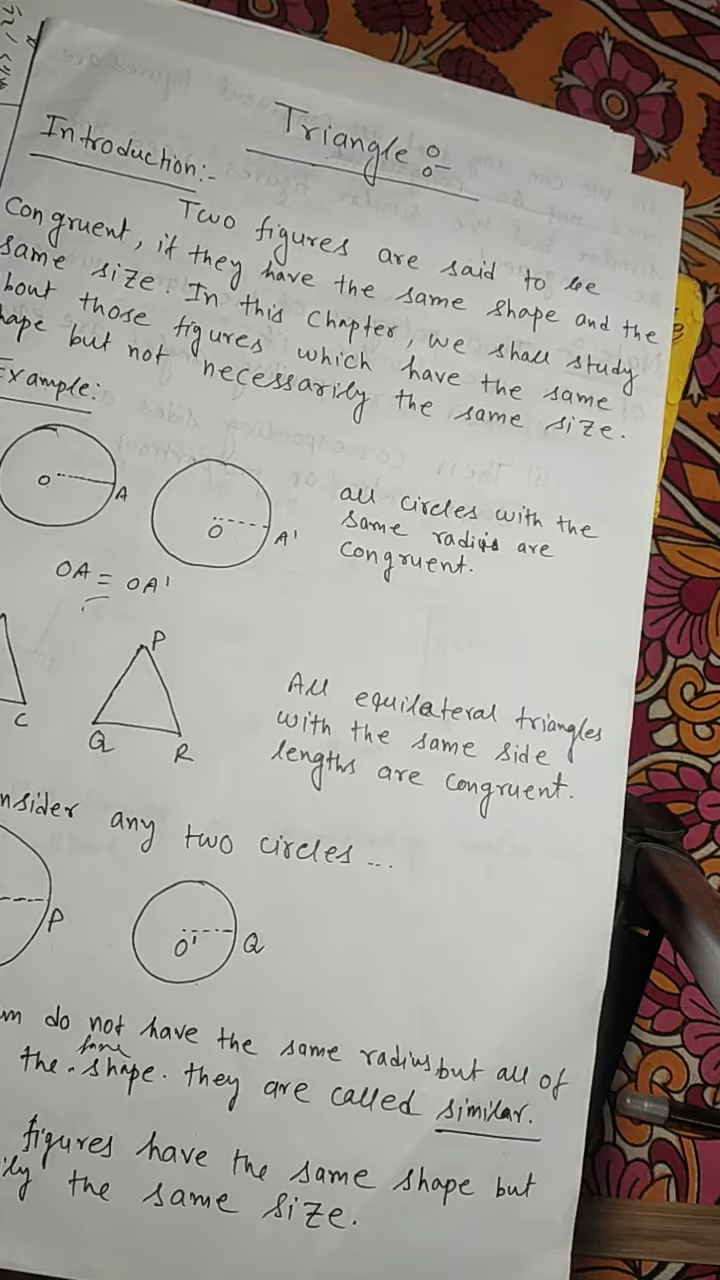 Triangle :-
Introduction:-
Two figures are said to be
Congruent, if they have the same shape and the
same size. In this Chapter, we shall study
bout those figures which have the same
hape but not necessarily the same size.
Example:
O A
O A'
all circles with the
same radius are
congruent.
OA = OA'
P
C
Q R
All equilateral triangles
with the same side
lengths are congruent.
nsider any two circles ...
P
O' Q
m do not have the same radius, but all of
the same shape. they are called similar.
figures have the same shape but
ily the same size.